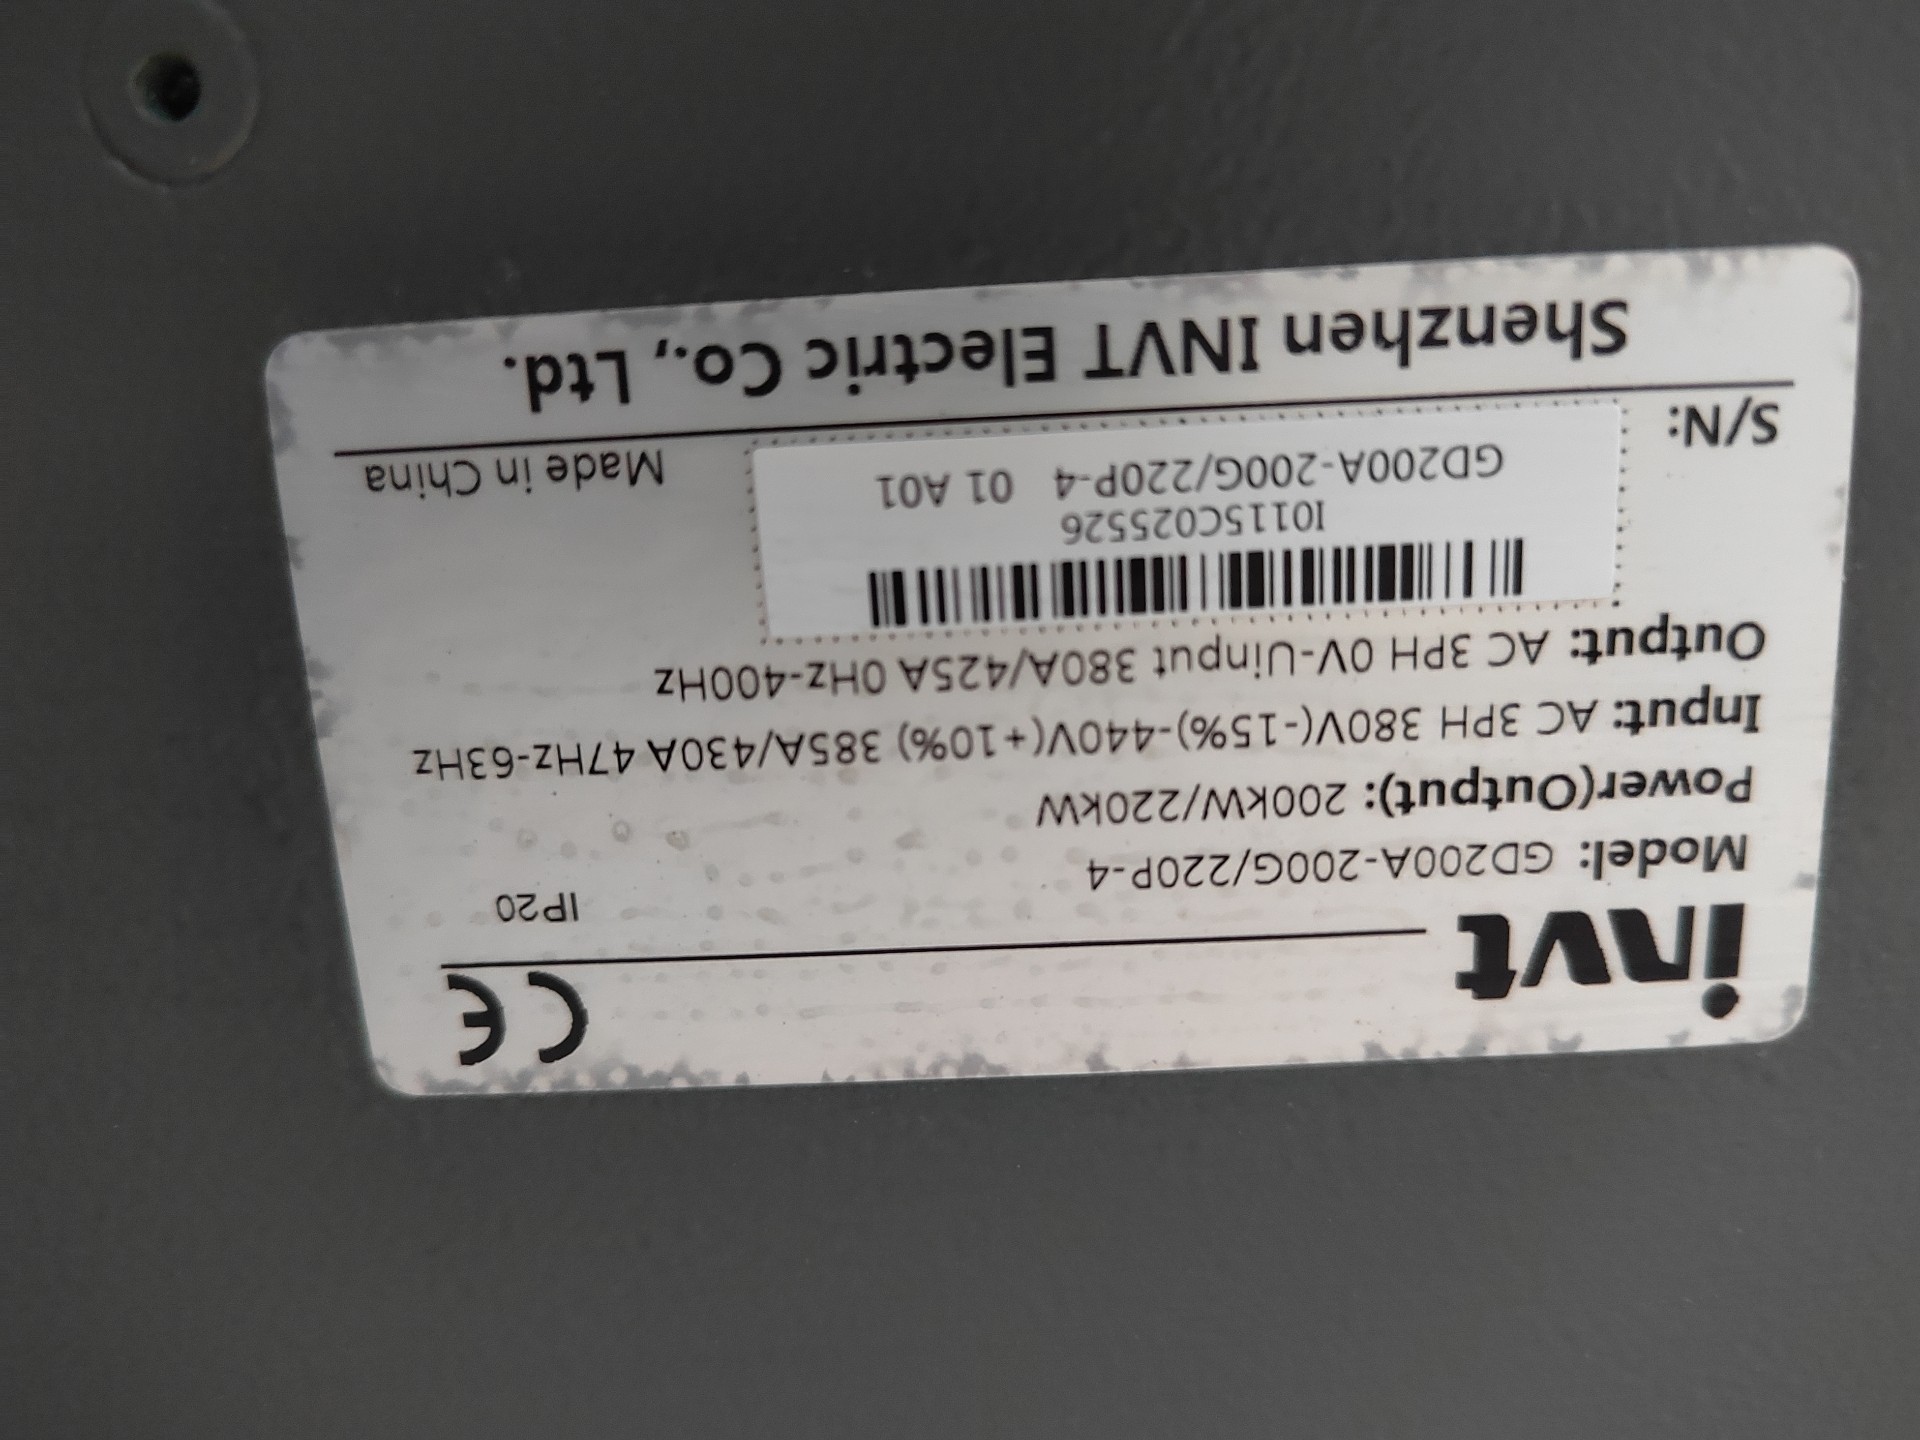 invt
CE
IP20
Model: GD200A-200G/220P-4
Power(Output): 200kW/220kW
Input: AC 3PH 380V(-15%)-440V(+10%) 385A/430A 47Hz-63Hz
Output: AC 3PH 0V-Uinput 380A/425A 0Hz-400Hz
I0115C025526
GD200A-200G/220P-4 01 A01
S/N:
Made in China
Shenzhen INVT Electric Co., Ltd.